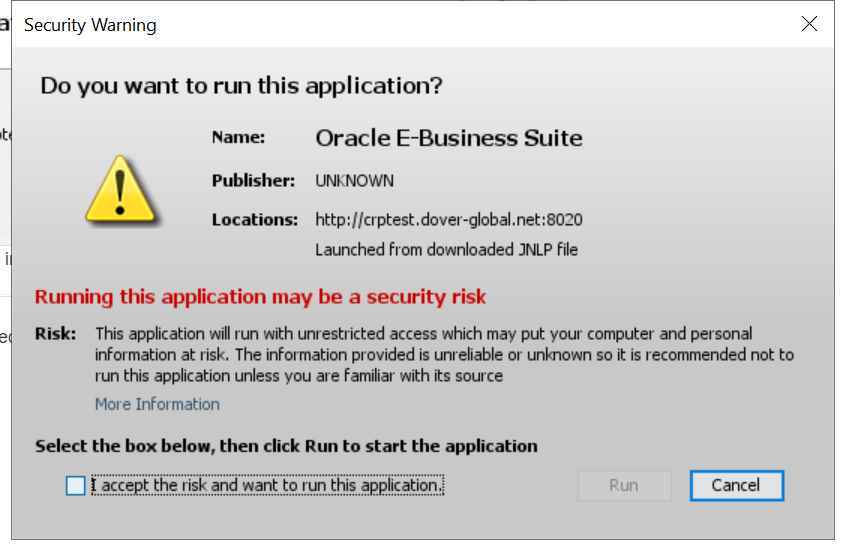 Security Warning
Do you want to run this application?
Name: Oracle E-Business Suite
Publisher: UNKNOWN
Locations: http://crptest.dover-global.net:8020
Launched from downloaded JNLP file
Running this application may be a security risk
Risk: This application will run with unrestricted access which may put your computer and personal
information at risk. The information provided is unreliable or unknown so it is recommended not to
run this application unless you are familiar with its source
More Information
Select the box below, then click Run to start the application
I accept the risk and want to run this application.
Run Cancel